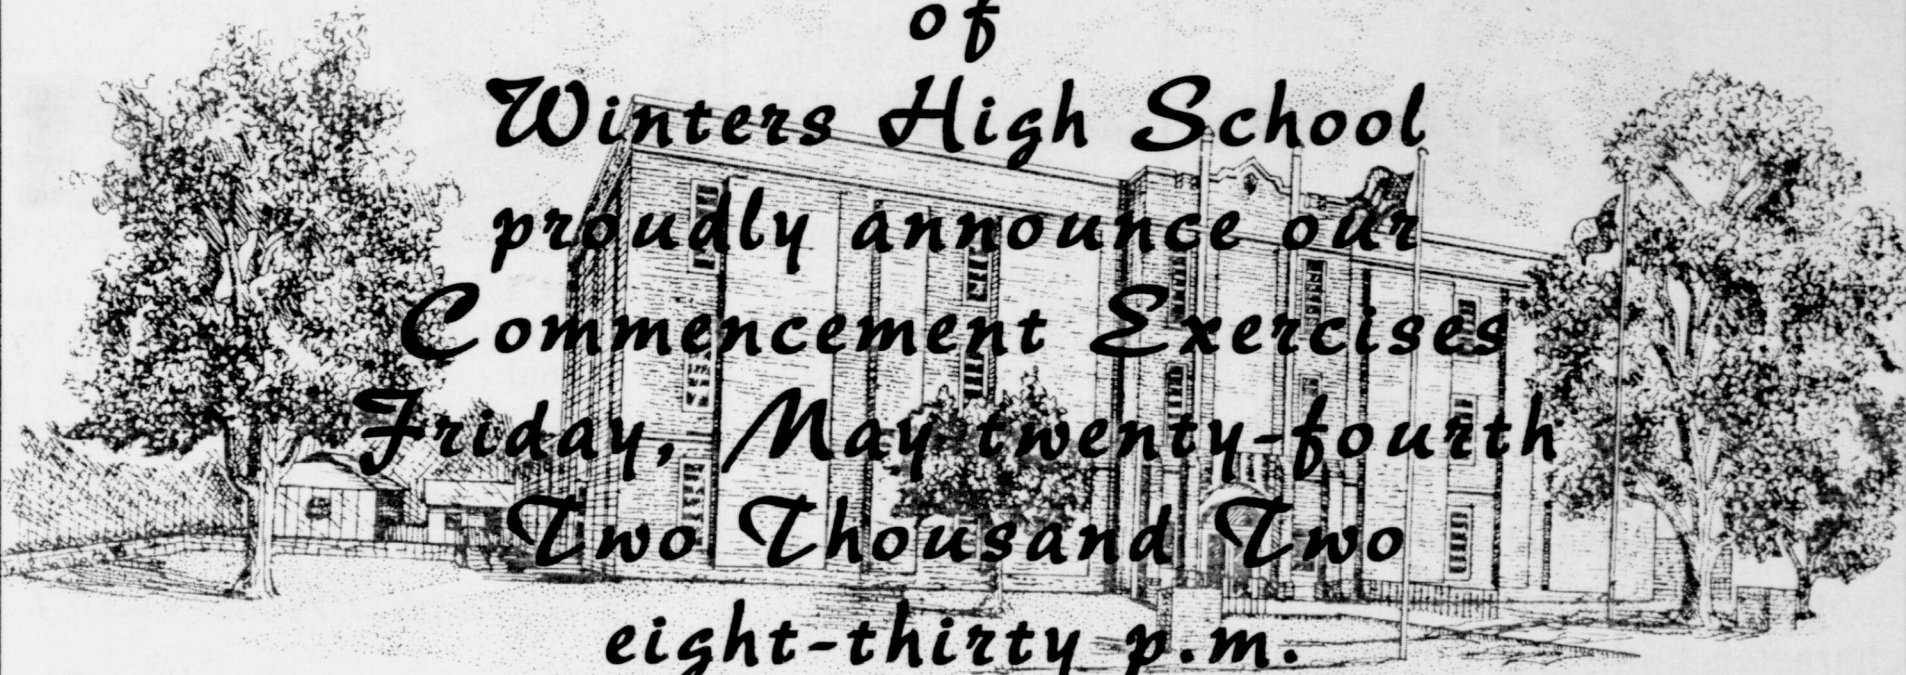 of
Winters High School
proudly announce our
Commencement Exercises
Friday, May twenty-fourth
Two Thousand Two
eight-thirty p.m.